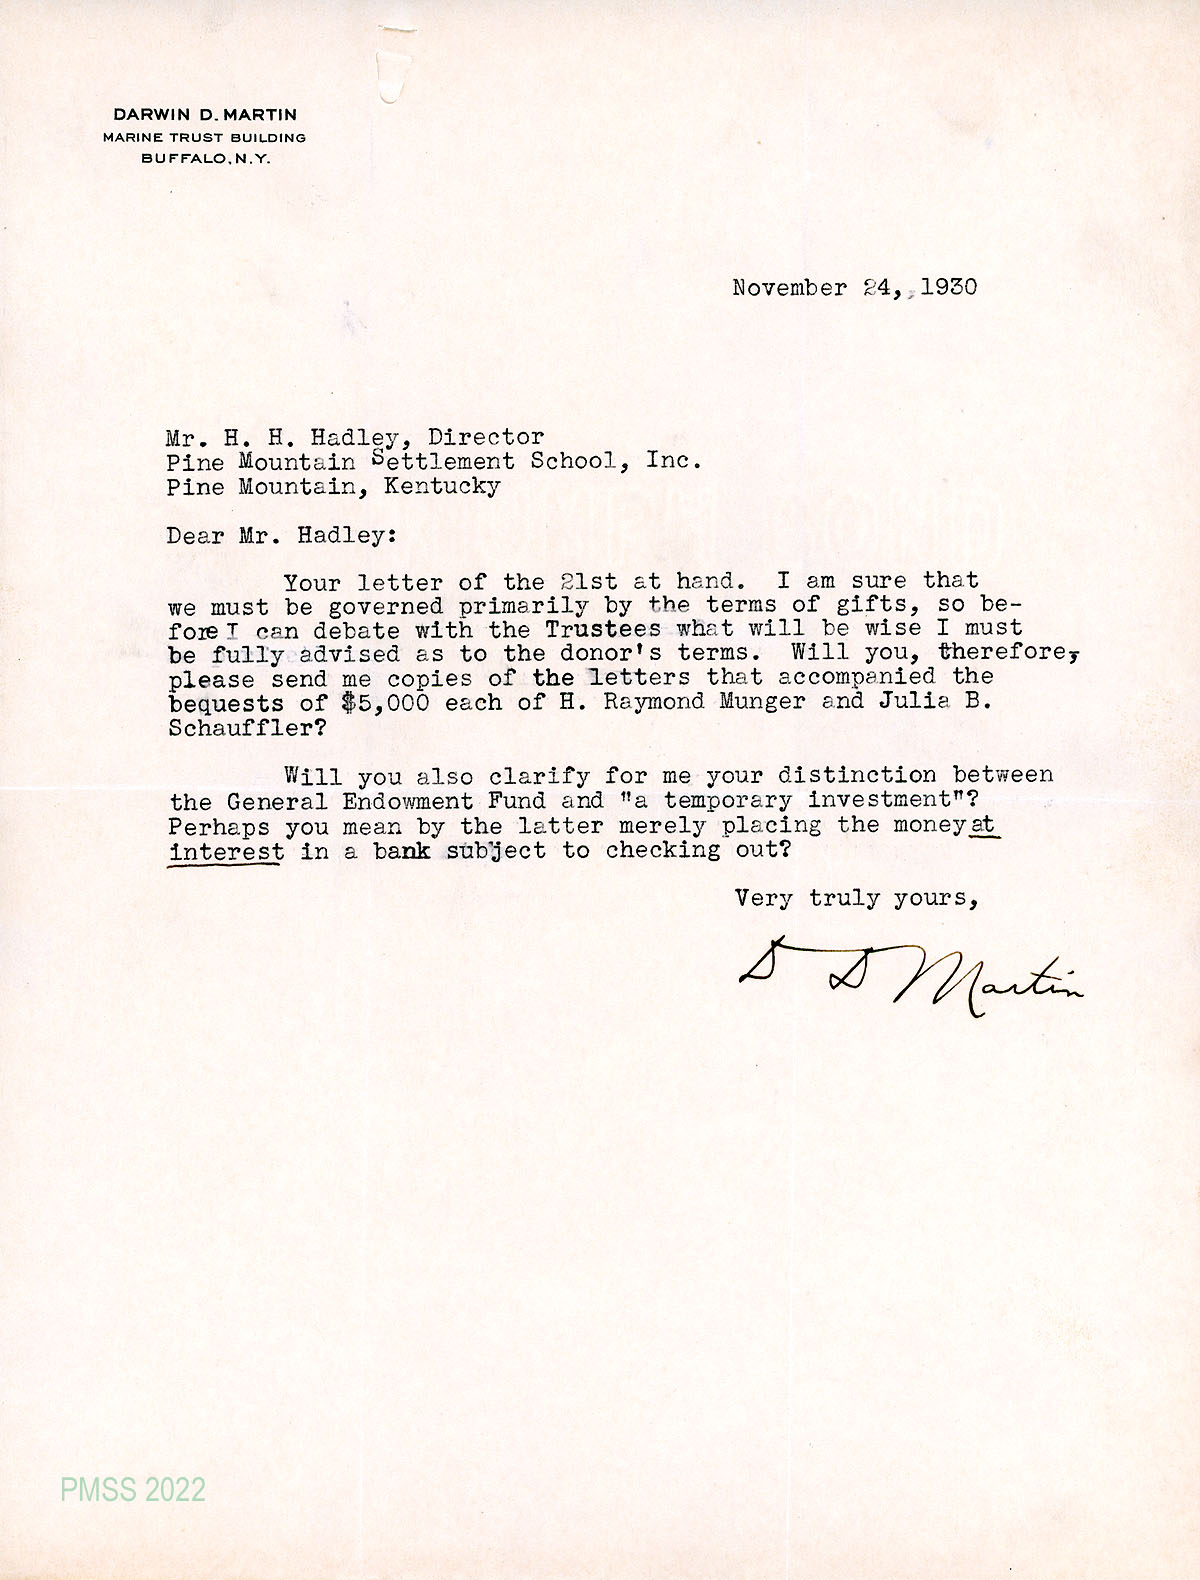 DARWIN D. MARTIN
MARINE TRUST BUILDING
BUFFALO, N.Y.
November 24, 1930
Mr. H. H. Hadley, Director
Pine Mountain Settlement School, Inc.
Pine Mountain, Kentucky
Dear Mr. Hadley:
Your letter of the 21st at hand. I am sure that
we must be governed primarily by the terms of gifts, so be-
fore I can debate with the Trustees what will be wise I must
be fully advised as to the donor's terms. Will you, therefore,
please send me copies of the letters that accompanied the
bequests of $5,000 each of H. Raymond Munger and Julia B.
Schauffler?
Will you also clarify for me your distinction between
the General Endowment Fund and "a temporary investment"?
Perhaps you mean by the latter merely placing the money at
interest in a bank subject to checking out?
Very truly yours,
D D Martin
PMSS 2022